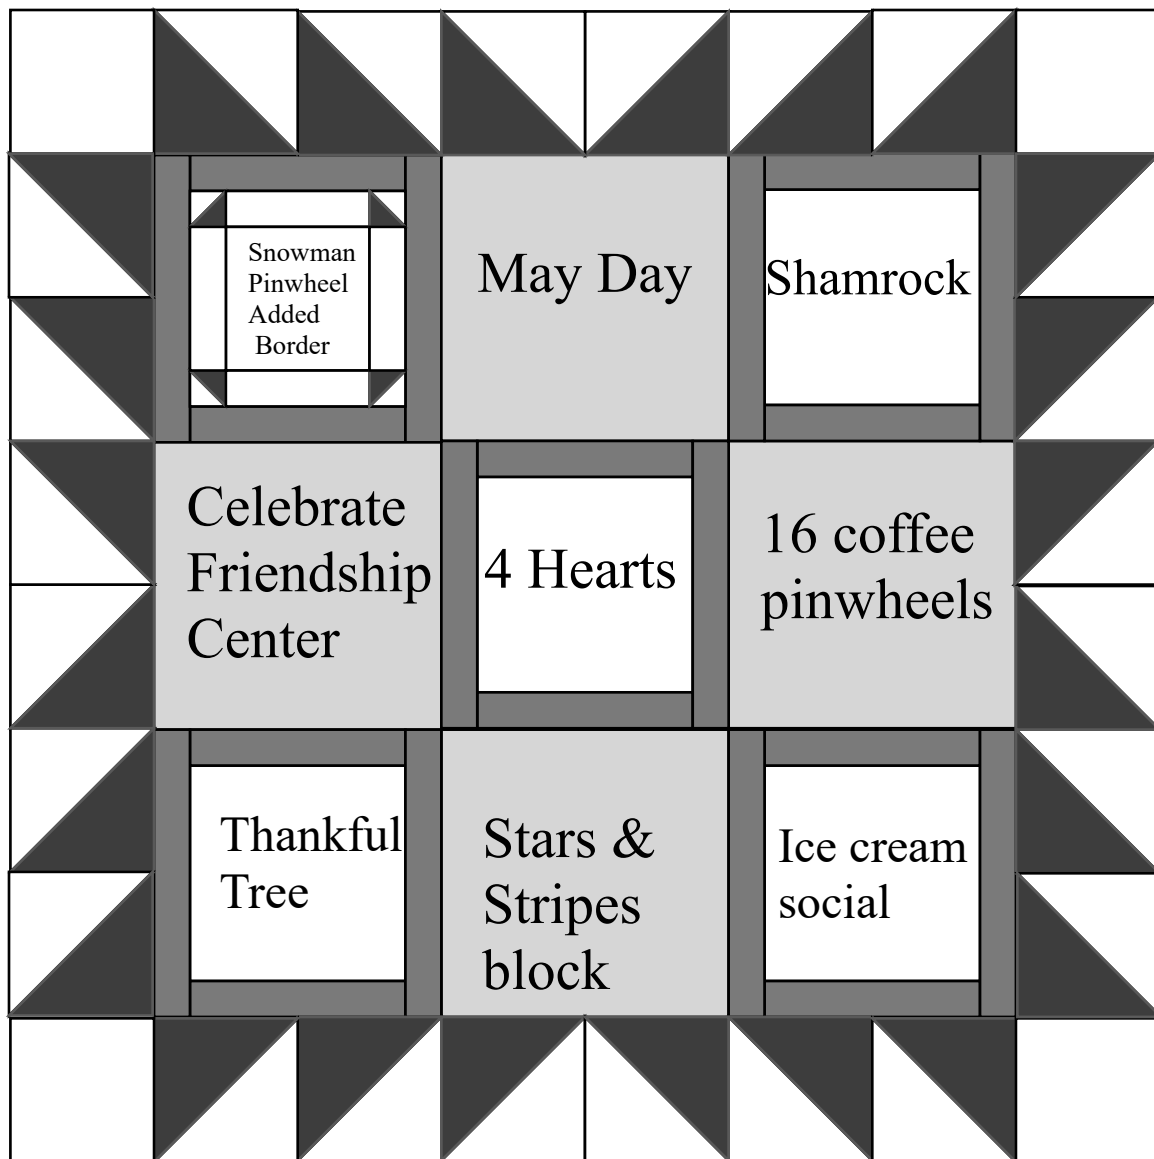 Snowman
Pinwheel
Added
Border
May Day
Shamrock
Celebrate
Friendship
Center
4 Hearts
16 coffee
pinwheels
Thankful
Tree
Stars &
Stripes
block
Ice cream
social